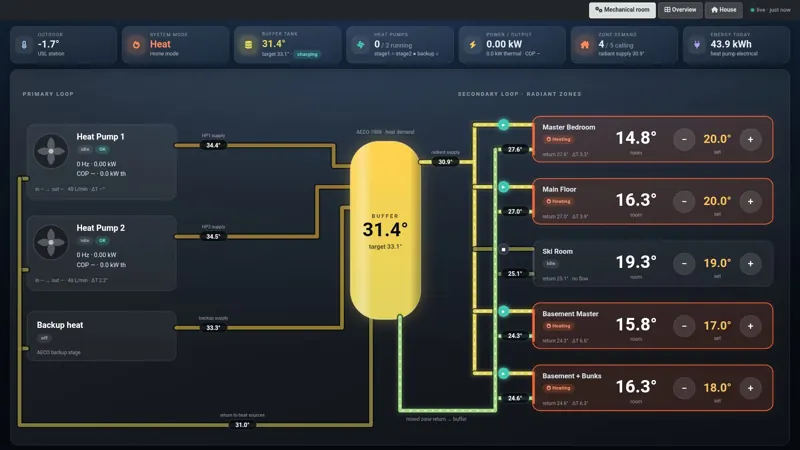 Mechanical room
Overview
House
live · just now
OUTDOOR
-1.7°
USL station
SYSTEM MODE
Heat
Home mode
BUFFER TANK
31.4°
target 33.1° charging
HEAT PUMPS
0 / 2 running
stage1 – stage2 ● backup
POWER / OUTPUT
0.00 kW
0.0 kW thermal · COP —
ZONE DEMAND
4 / 5 calling
radiant supply 30.9°
ENERGY TODAY
43.9 kWh
heat pump electrical
PRIMARY LOOP
SECONDARY LOOP · RADIANT ZONES
Heat Pump 1
idle OK
0 Hz · 0.00 kW
COP — · 0.0 kW th
HP1 supply
34.4°
Heat Pump 2
idle OK
0 Hz · 0.00 kW
COP — · 0.0 kW th
HP2 supply
34.5°
Backup heat
off
AECO backup stage
backup supply
33.3°
return to heat sources
31.0°
heat demand
BUFFER
31.4°
target 33.1°
radiant supply
30.9°
mixed zone return → buffer
Master Bedroom
Heating
return 27.6° · ΔT 3.3°
14.8°
room
−
20.0°
set
+
27.6°
Main Floor
Heating
return 27.0° · ΔT 3.9°
16.3°
room
−
20.0°
set
+
27.0°
Ski Room
Idle
return 25.1° · no flow
19.3°
room
−
19.0°
set
+
25.1°
Basement Master
Heating
return 24.3° · ΔT 6.6°
15.8°
room
−
17.0°
set
+
24.3°
Basement + Bunks
Heating
return 24.6° · ΔT 6.3°
16.3°
room
−
18.0°
set
+
24.6°